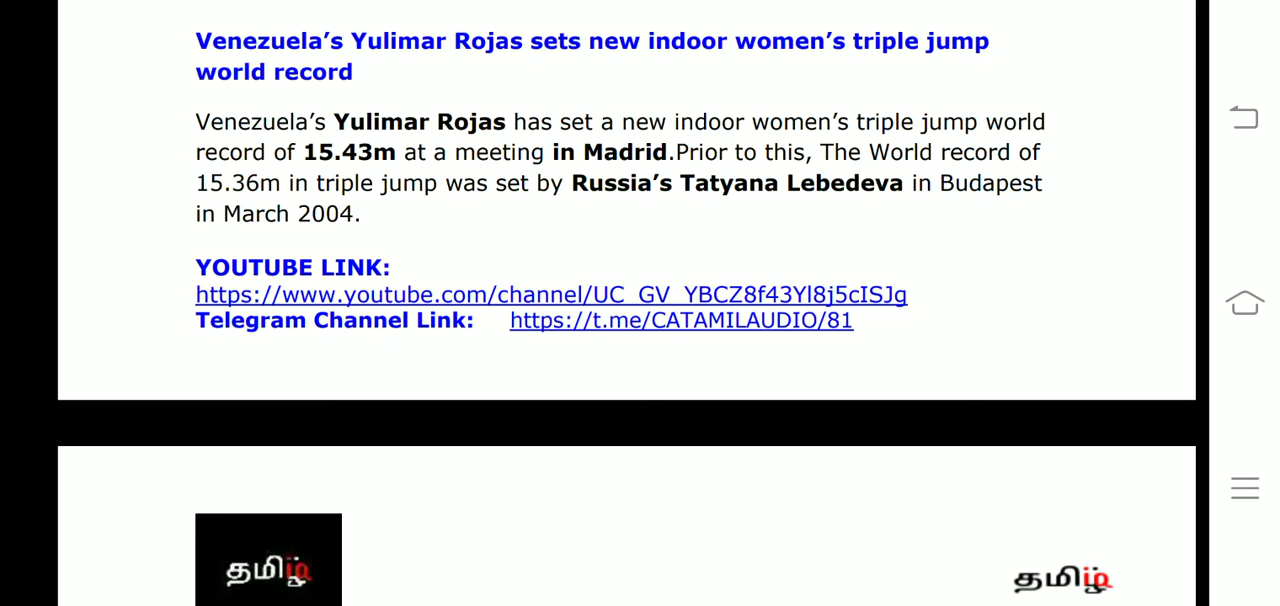 Venezuela’s Yulimar Rojas sets new indoor women’s triple jump
world record
Venezuela’s Yulimar Rojas has set a new indoor women’s triple jump world
record of 15.43m at a meeting in Madrid.Prior to this, The World record of
15.36m in triple jump was set by Russia’s Tatyana Lebedeva in Budapest
in March 2004.
YOUTUBE LINK:
https://www.youtube.com/channel/UC_GV_YBCZ8f43Yl8j5cISJg
Telegram Channel Link: https://t.me/CATAMILAUDIO/81
தமிழ்
தமிழ்